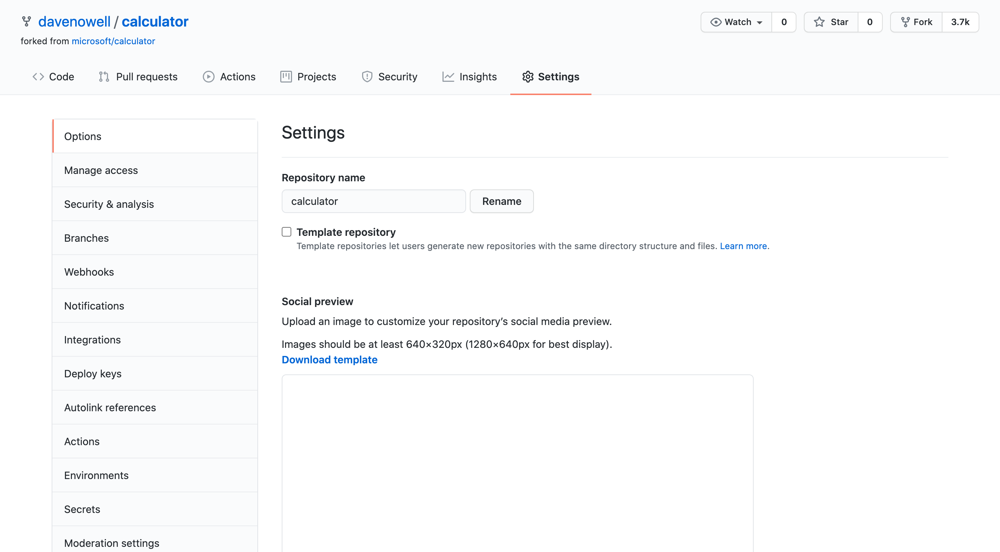 davenowell / calculator
forked from microsoft/calculator
Watch 0 Star 0 Fork 3.7k
Code Pull requests Actions Projects Security Insights Settings
Options
Manage access
Security & analysis
Branches
Webhooks
Notifications
Integrations
Deploy keys
Autolink references
Actions
Environments
Secrets
Moderation settings
Settings
Repository name
calculator Rename
Template repository
Template repositories let users generate new repositories with the same directory structure and files. Learn more.
Social preview
Upload an image to customize your repository’s social media preview.
Images should be at least 640×320px (1280×640px for best display).
Download template